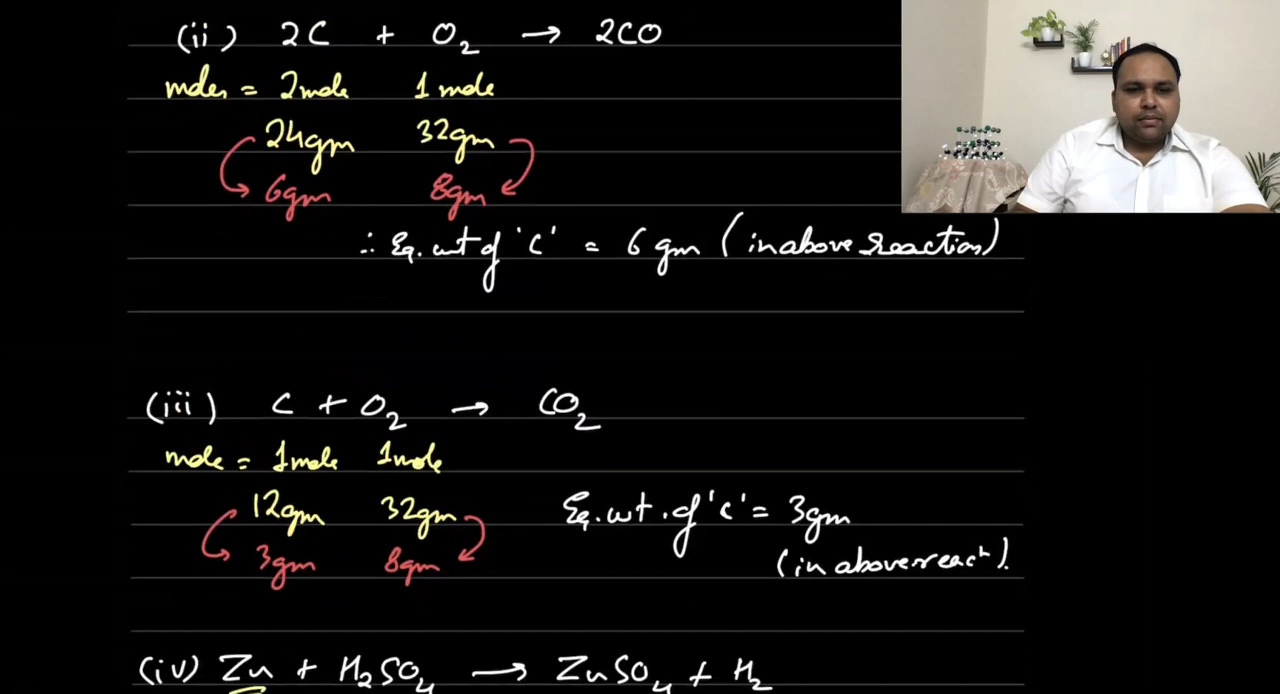 (ii) 2C + O₂ → 2CO
moles = 2mole 1 mole
24gm 32gm
6gm 8gm
∴ Eq. wt of 'C' = 6 gm (in above reaction)
(iii) C + O₂ → CO₂
mole = 1mole 1mole
12gm 32gm Eq. wt. of 'C' = 3gm
3gm 8gm (in above reacⁿ).
(iv) Zn + H₂SO₄ → ZnSO₄ + H₂